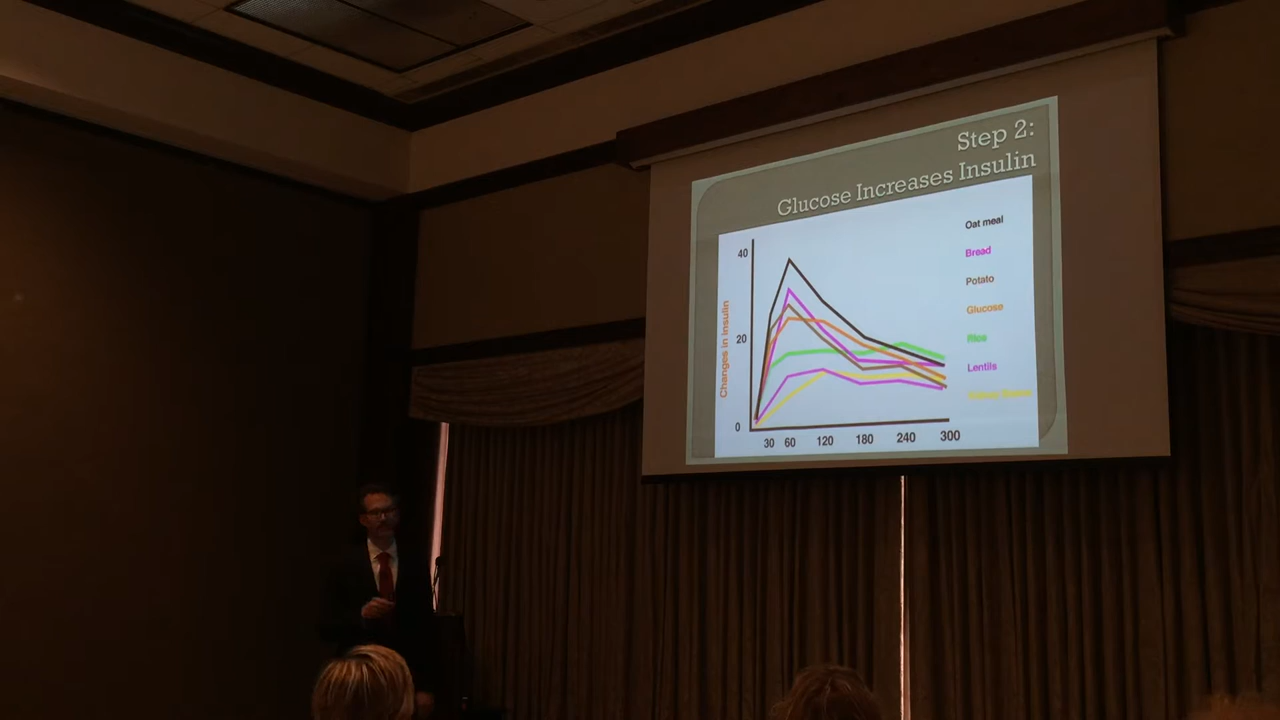 Step 2:
Glucose Increases Insulin
Oat meal
Bread
Potato
Glucose
Rice
Lentils
Changes in Insulin
40
20
0
30 60 120 180 240 300